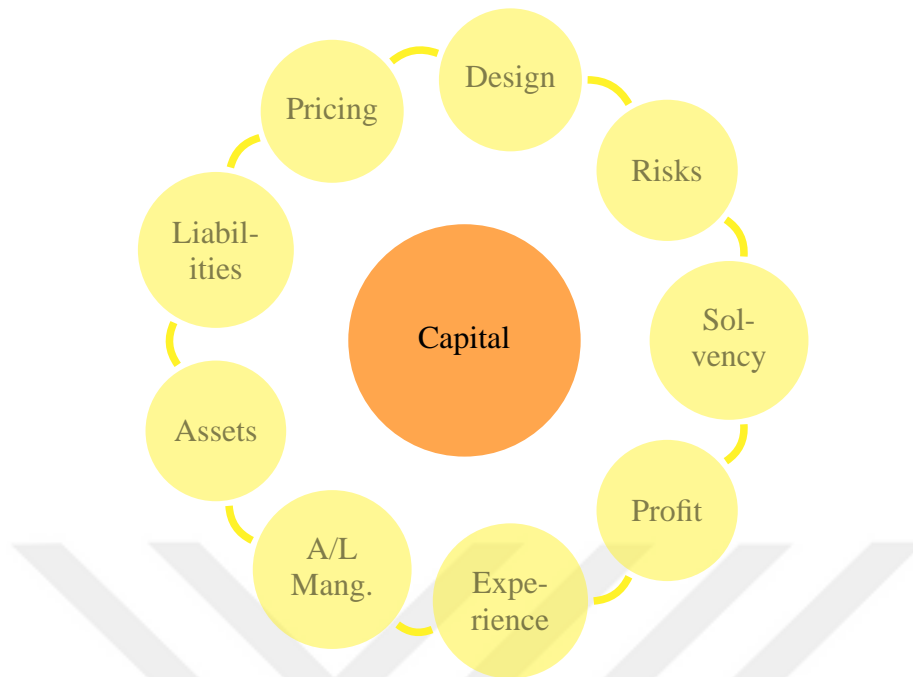 Design
Pricing
Risks
Liabil-
ities
Capital
Sol-
vency
Assets
Profit
A/L
Mang.
Expe-
rience